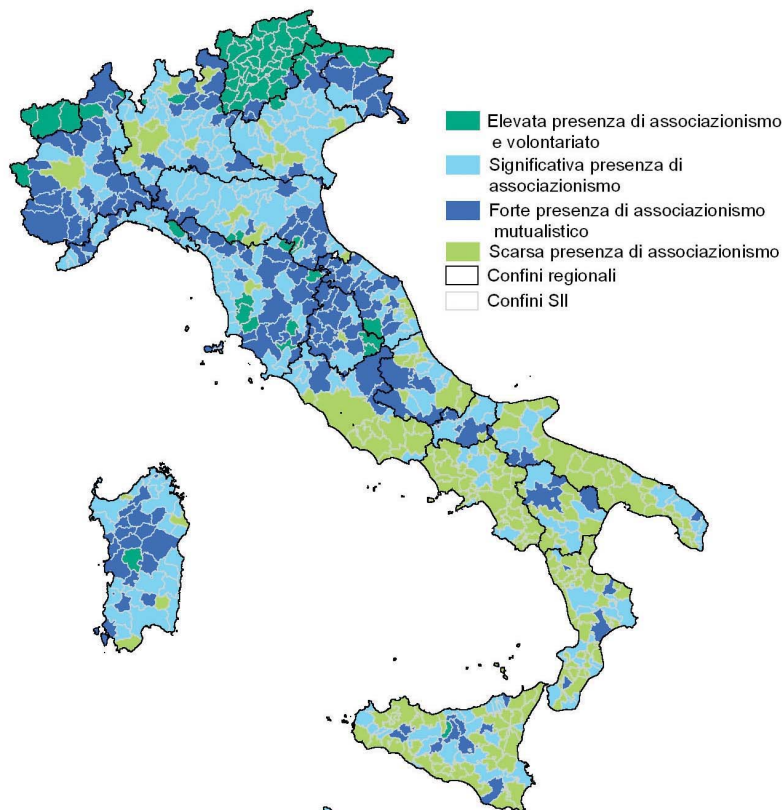 Elevata presenza di associazionismo
e volontariato
Significativa presenza di
associazionismo
Forte presenza di associazionismo
mutualistico
Scarsa presenza di associazionismo
Confini regionali
Confini SII